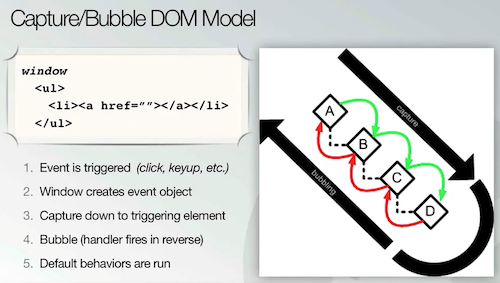 Capture/Bubble DOM Model
window
<ul>
<li><a href=””></a></li>
</ul>
1. Event is triggered (click, keyup, etc.)
2. Window creates event object
3. Capture down to triggering element
4. Bubble (handler fires in reverse)
5. Default behaviors are run
A
B
C
D
capture
bubbling